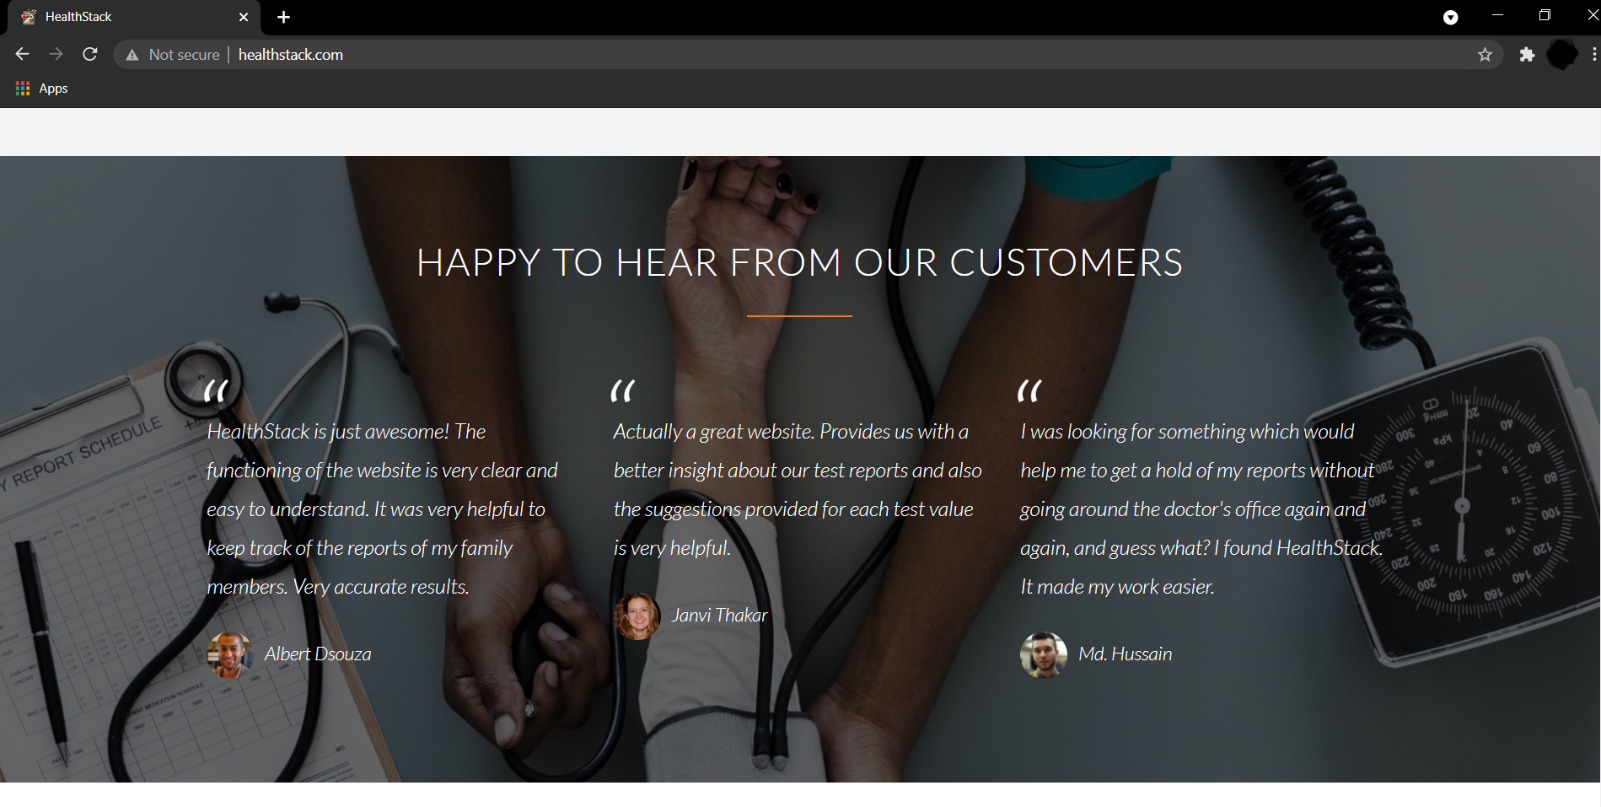 HealthStack
Not secure
healthstack.com
Apps
HAPPY TO HEAR FROM OUR CUSTOMERS
“
HealthStack is just awesome! The
functioning of the website is very clear and
easy to understand. It was very helpful to
keep track of the reports of my family
members. Very accurate results.
Albert Dsouza
“
Actually a great website. Provides us with a
better insight about our test reports and also
the suggestions provided for each test value
is very helpful.
Janvi Thakar
“
I was looking for something which would
help me to get a hold of my reports without
going around the doctor's office again and
again, and guess what? I found HealthStack.
It made my work easier.
Md. Hussain
Y REPORT SCHEDULE
mmHg
kPa
300